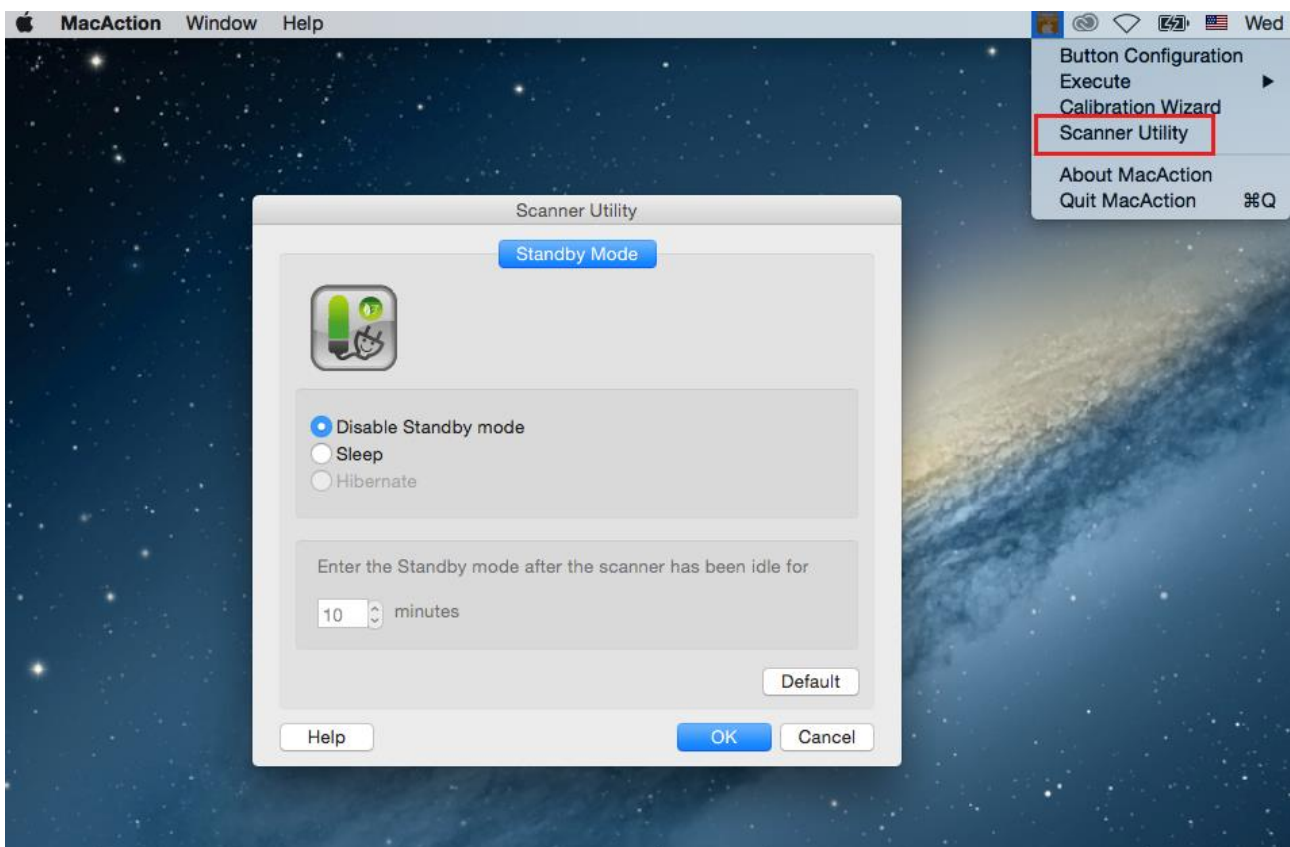 MacAction Window Help Wed
Button Configuration
Execute
Calibration Wizard
Scanner Utility
About MacAction
Quit MacAction ⌘Q
Scanner Utility
Standby Mode
Disable Standby mode
Sleep
Hibernate
Enter the Standby mode after the scanner has been idle for
10 minutes
Default
Help OK Cancel